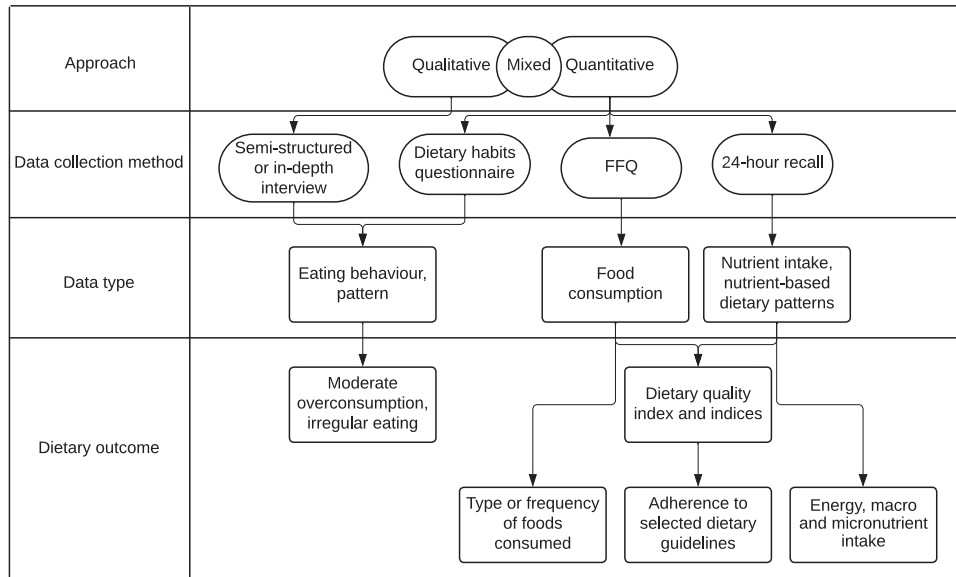 Approach
Qualitative
Mixed
Quantitative
Data collection method
Semi-structured
or in-depth
interview
Dietary habits
questionnaire
FFQ
24-hour recall
Data type
Eating behaviour,
pattern
Food
consumption
Nutrient intake,
nutrient-based
dietary patterns
Dietary outcome
Moderate
overconsumption,
irregular eating
Dietary quality
index and indices
Type or frequency
of foods
consumed
Adherence to
selected dietary
guidelines
Energy, macro
and micronutrient
intake